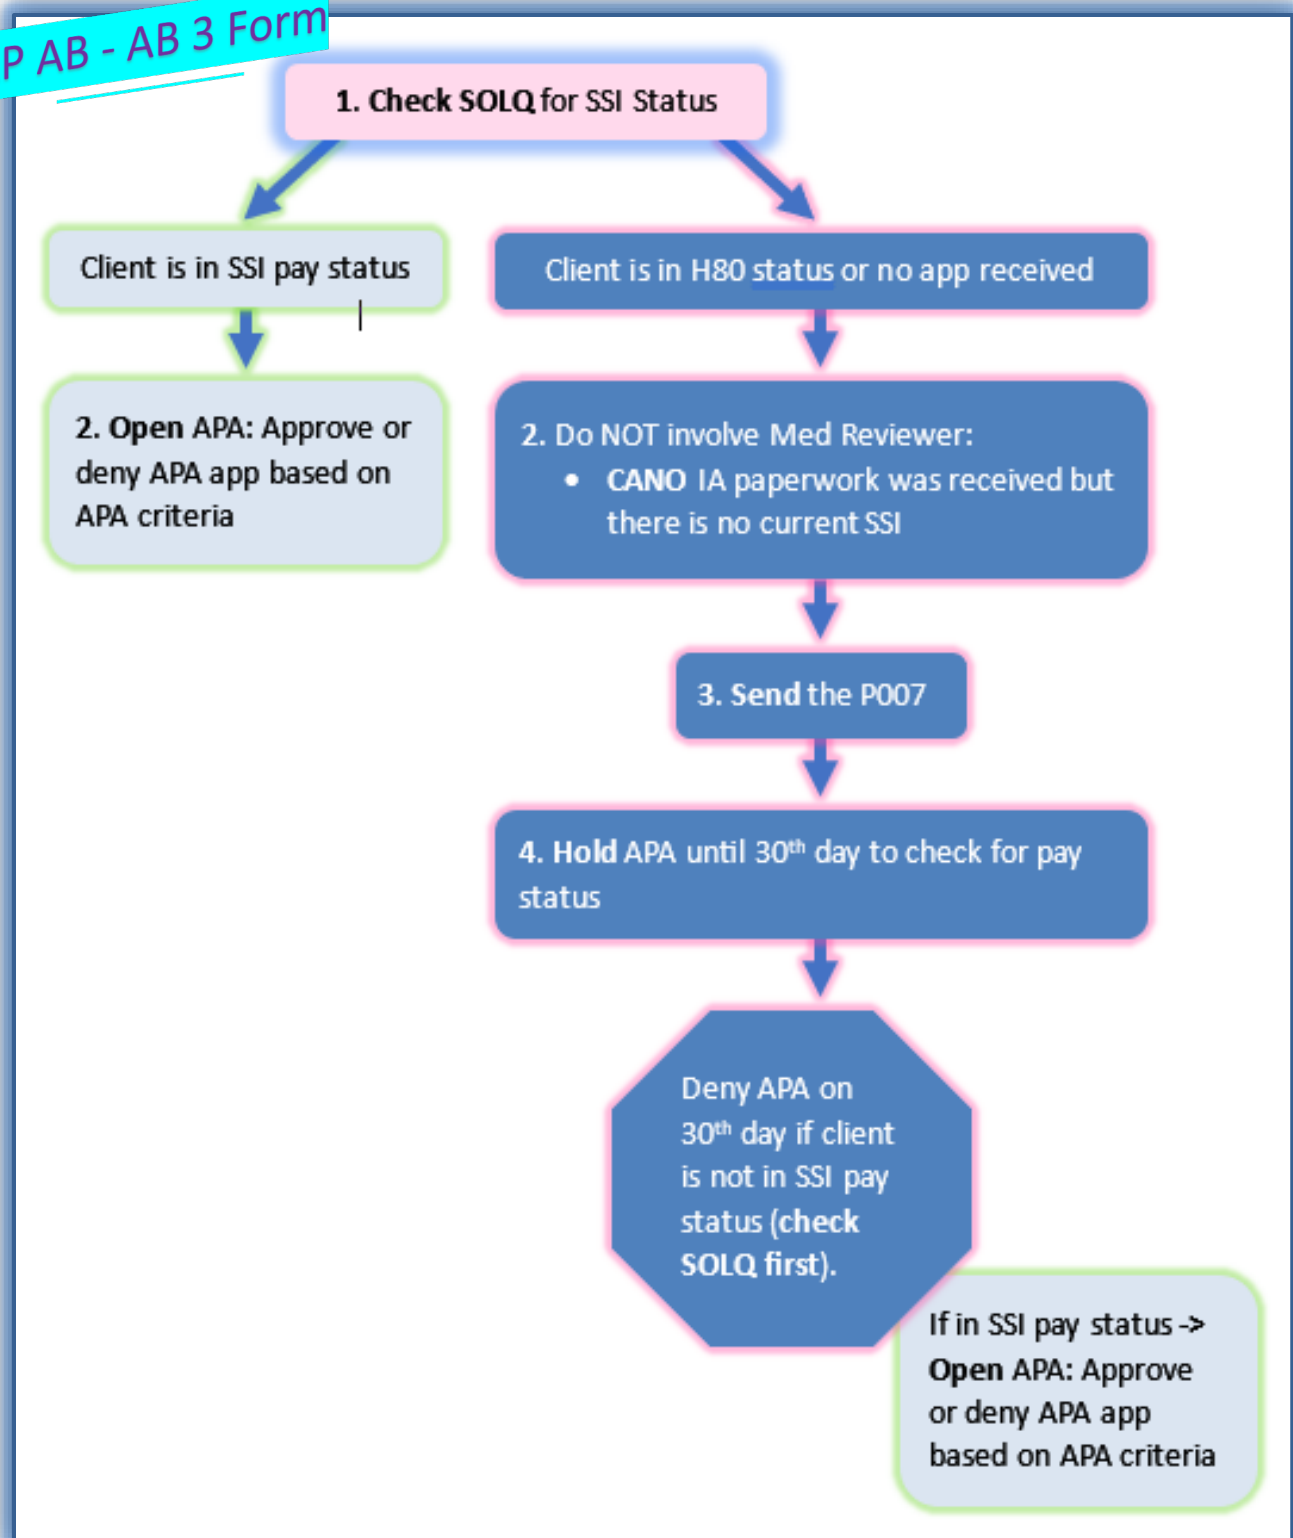 P AB - AB 3 Form
1. Check SOLQ for SSI Status
Client is in SSI pay status
Client is in H80 status or no app received
2. Open APA: Approve or
deny APA app based on
APA criteria
2. Do NOT involve Med Reviewer:
• CANO IA paperwork was received but
there is no current SSI
3. Send the P007
4. Hold APA until 30th day to check for pay
status
Deny APA on
30th day if client
is not in SSI pay
status (check
SOLQ first).
If in SSI pay status ->
Open APA: Approve
or deny APA app
based on APA criteria